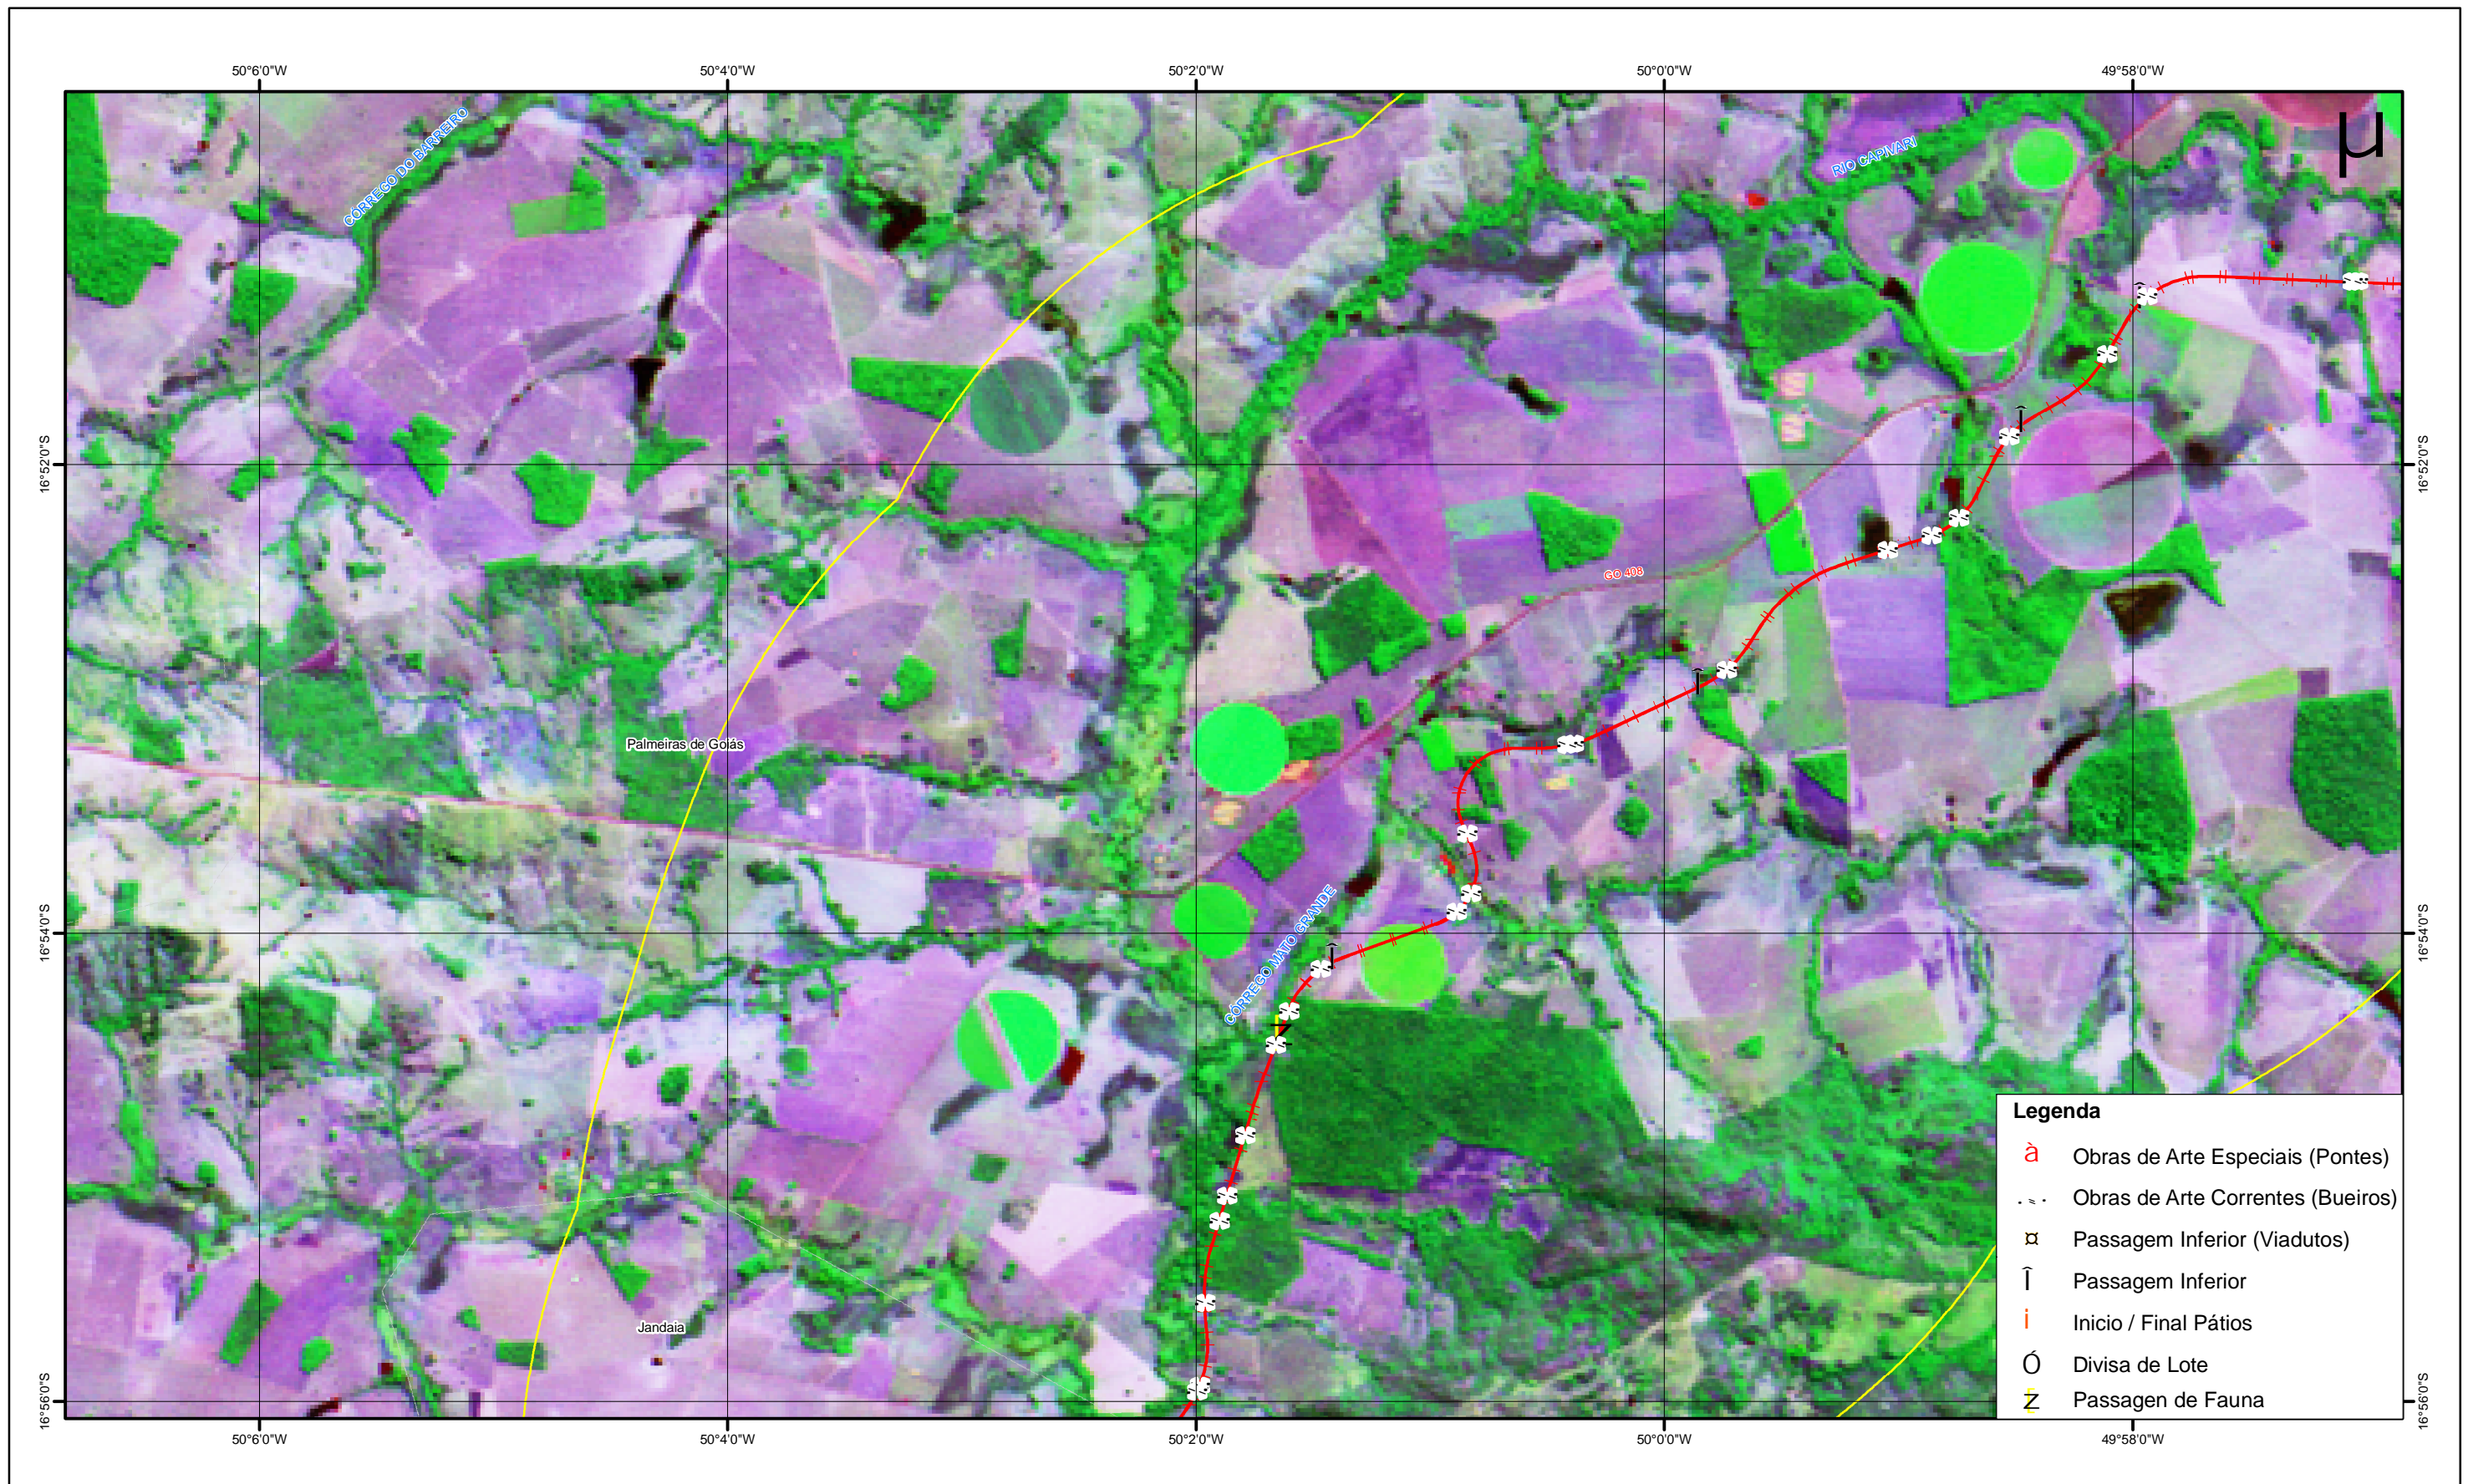 50°6'0"W
50°4'0"W
50°2'0"W
50°0'0"W
49°58'0"W
µ
CÓRREGO DO BARREIRO
RIO CAPIVARI
16°52'0"S
16°52'0"S
GO 408
Palmeiras de Goiás
CÓRREGO MATO GRANDE
16°54'0"S
16°54'0"S
Jandaia
Legenda
à Obras de Arte Especiais (Pontes)
Obras de Arte Correntes (Bueiros)
¤ Passagem Inferior (Viadutos)
Î Passagem Inferior
i Inicio / Final Pátios
Ó Divisa de Lote
Z Passagen de Fauna
16°56'0"S
16°56'0"S
50°6'0"W
50°4'0"W
50°2'0"W
50°0'0"W
49°58'0"W